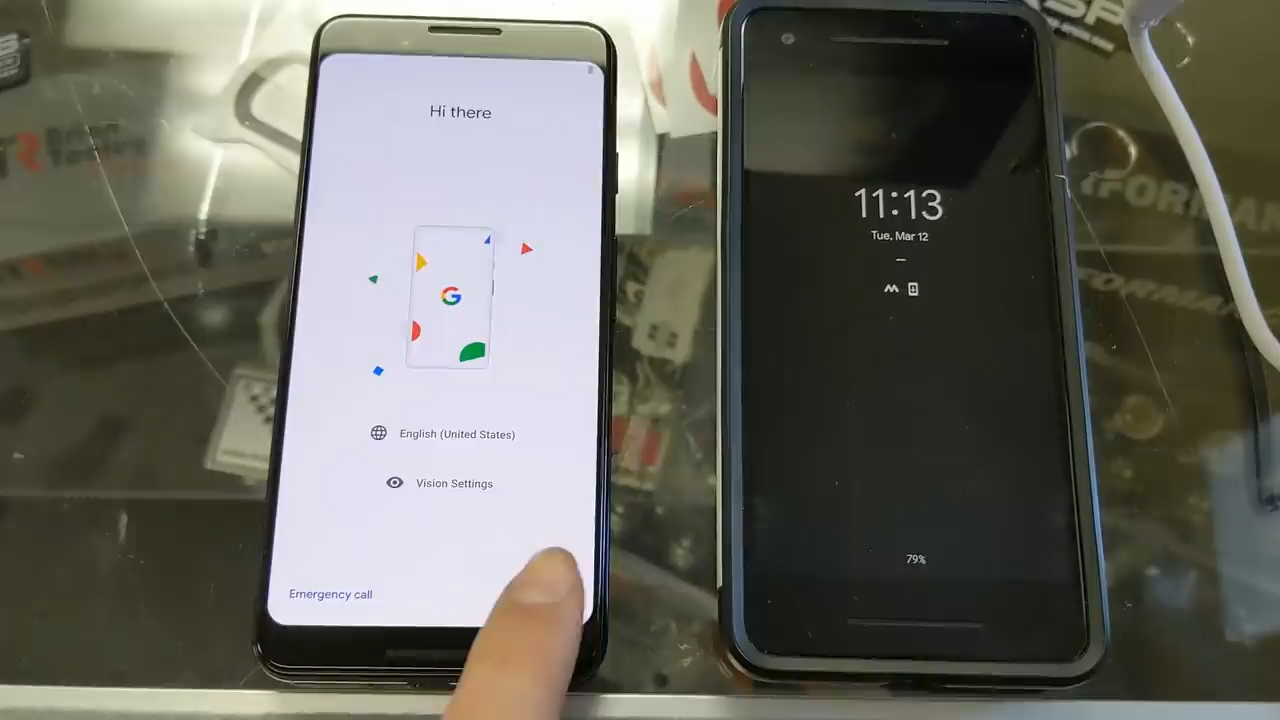 Hi there
G
English (United States)
Vision Settings
Emergency call
11:13
Tue, Mar 12
79%